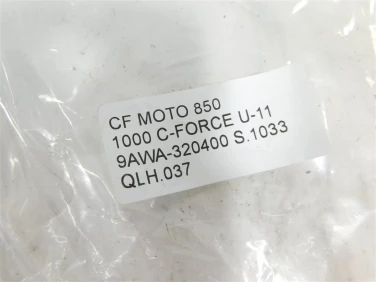 CF MOTO 850
1000 C-FORCE U-11
9AWA-320400 S.1033
QLH.037